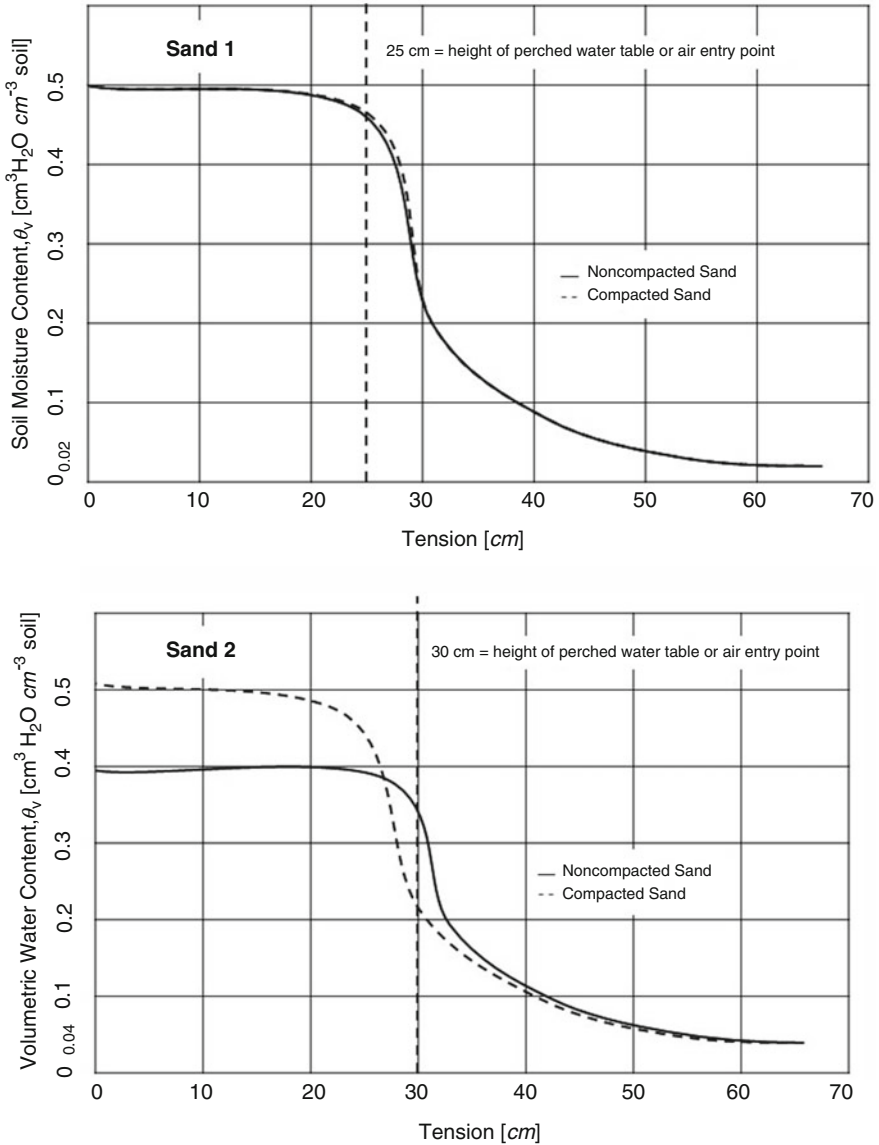 Sand 1
25 cm = height of perched water table or air entry point
Soil Moisture Content,θv [cm³H₂O cm⁻³ soil]
0.5
0.4
0.3
0.2
0.1
0 0.02
Noncompacted Sand
Compacted Sand
0 10 20 30 40 50 60 70
Tension [cm]
Sand 2
30 cm = height of perched water table or air entry point
Volumetric Water Content,θv [cm³ H₂O cm⁻³ soil]
0.5
0.4
0.3
0.2
0.1
0 0.04
Noncompacted Sand
Compacted Sand
0 10 20 30 40 50 60 70
Tension [cm]